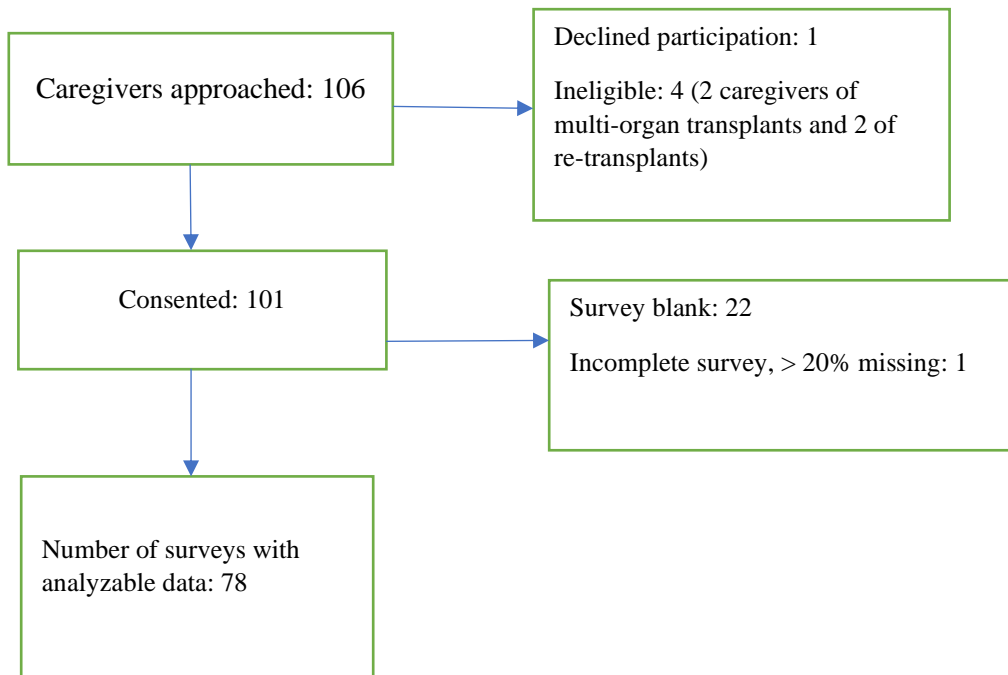 Caregivers approached: 106
Declined participation: 1
Ineligible: 4 (2 caregivers of
multi-organ transplants and 2 of
re-transplants)
Consented: 101
Survey blank: 22
Incomplete survey, > 20% missing: 1
Number of surveys with
analyzable data: 78